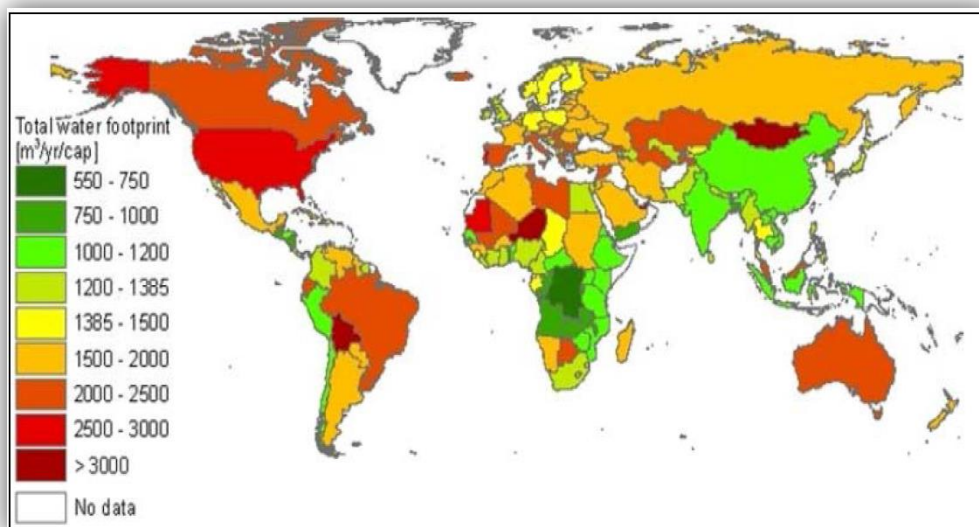 Total water footprint
[m³/yr/cap]
550 - 750
750 - 1000
1000 - 1200
1200 - 1385
1385 - 1500
1500 - 2000
2000 - 2500
2500 - 3000
> 3000
No data